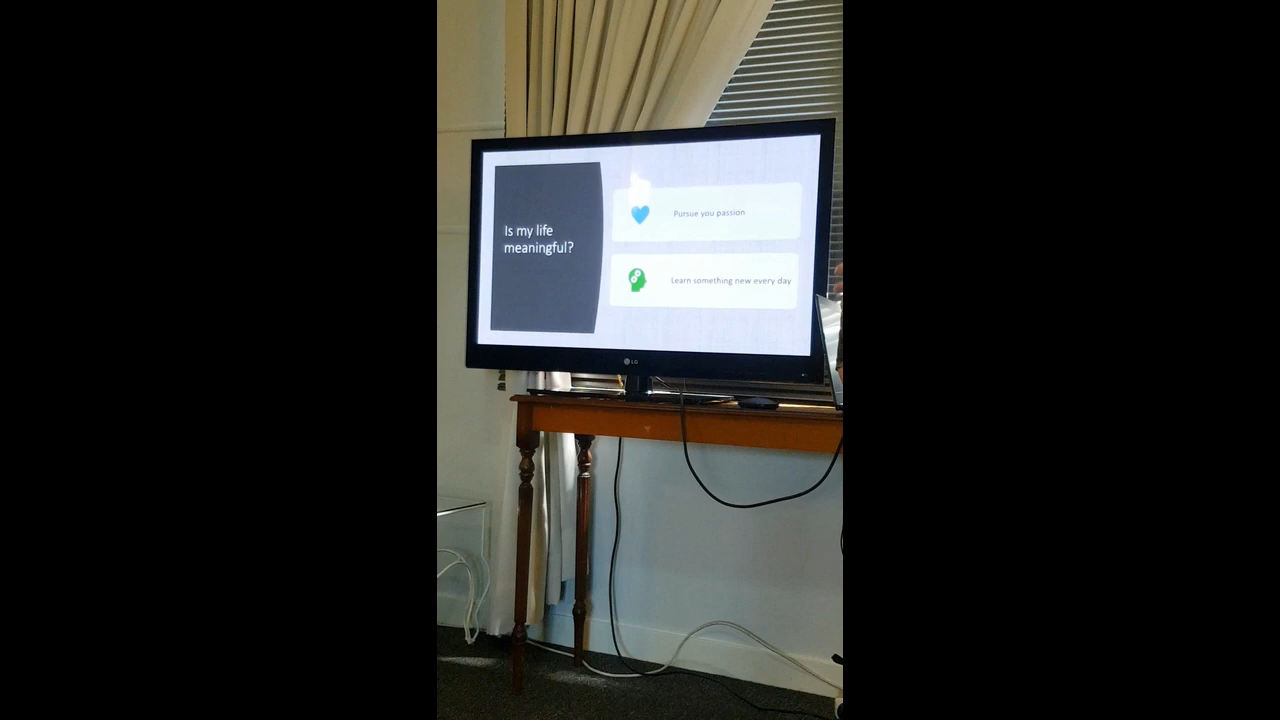 Is my life
meaningful?
Pursue you passion
Learn something new every day
LG